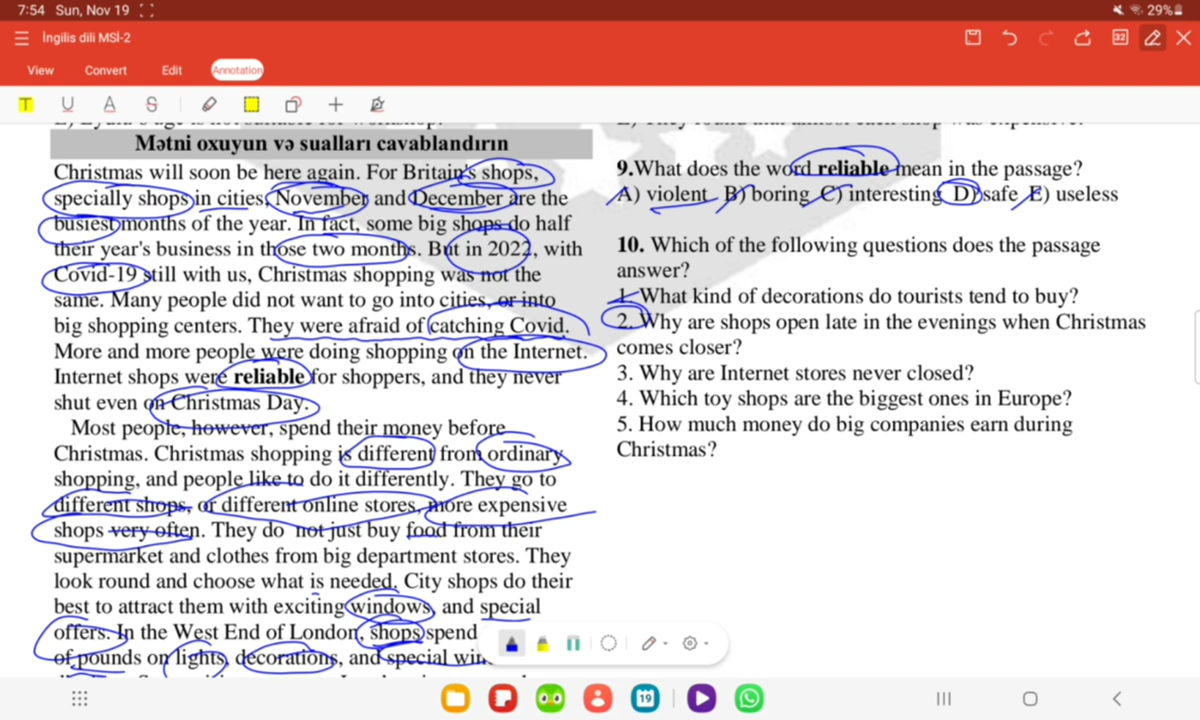 7:54 Sun, Nov 19
29%
İngilis dili MSİ-2
32
View Convert Edit Annotation
T U A S
Mətni oxuyun və sualları cavablandırın
Christmas will soon be here again. For Britain's shops,
specially shops in cities, November and December are the
busiest months of the year. In fact, some big shops do half
their year's business in those two months. But in 2022, with
Covid-19 still with us, Christmas shopping was not the
same. Many people did not want to go into cities, or into
big shopping centers. They were afraid of catching Covid.
More and more people were doing shopping on the Internet.
Internet shops were reliable for shoppers, and they never
shut even on Christmas Day.
Most people, however, spend their money before
Christmas. Christmas shopping is different from ordinary
shopping, and people like to do it differently. They go to
different shops, or different online stores, more expensive
shops very often. They do not just buy food from their
supermarket and clothes from big department stores. They
look round and choose what is needed. City shops do their
best to attract them with exciting windows, and special
offers. In the West End of London, shops spend
of pounds on lights, decorations, and special
9.What does the word reliable mean in the passage?
A) violent B) boring C) interesting D) safe E) useless
10. Which of the following questions does the passage
answer?
1. What kind of decorations do tourists tend to buy?
2. Why are shops open late in the evenings when Christmas
comes closer?
3. Why are Internet stores never closed?
4. Which toy shops are the biggest ones in Europe?
5. How much money do big companies earn during
Christmas?
19